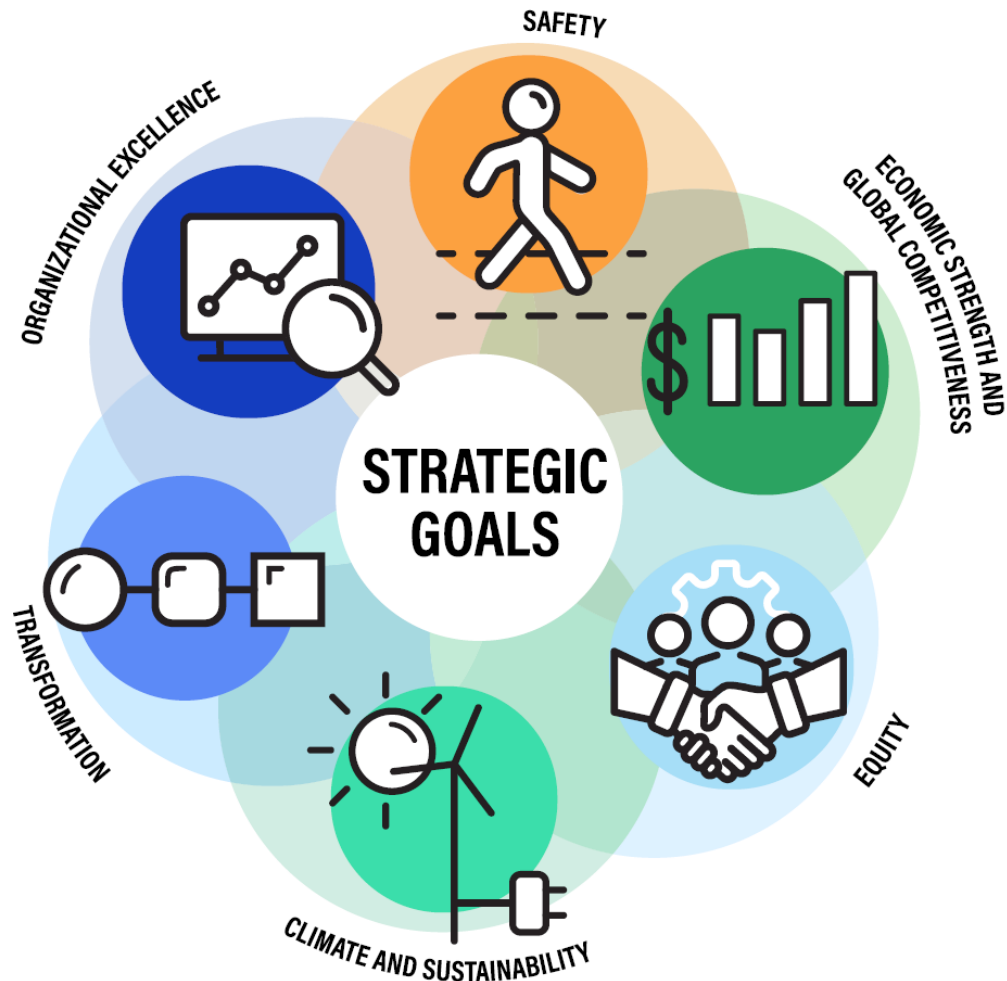 SAFETY
ORGANIZATIONAL EXCELLENCE
ECONOMIC STRENGTH AND
GLOBAL COMPETITIVENESS
$
STRATEGIC
GOALS
TRANSFORMATION
EQUITY
CLIMATE AND SUSTAINABILITY